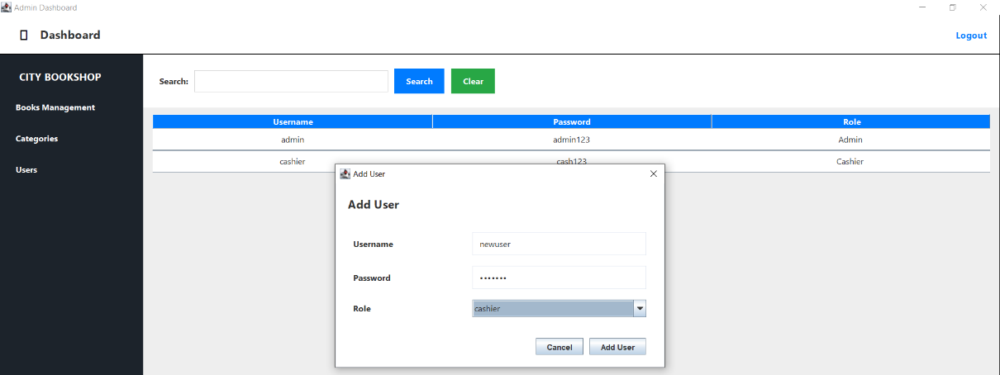 Admin Dashboard
Dashboard
Logout
CITY BOOKSHOP
Books Management
Categories
Users
Search:
Search
Clear
Username Password Role
admin admin123 Admin
cashier cash123 Cashier
Add User
Add User
Username newuser
Password •••••••
Role cashier
Cancel Add User